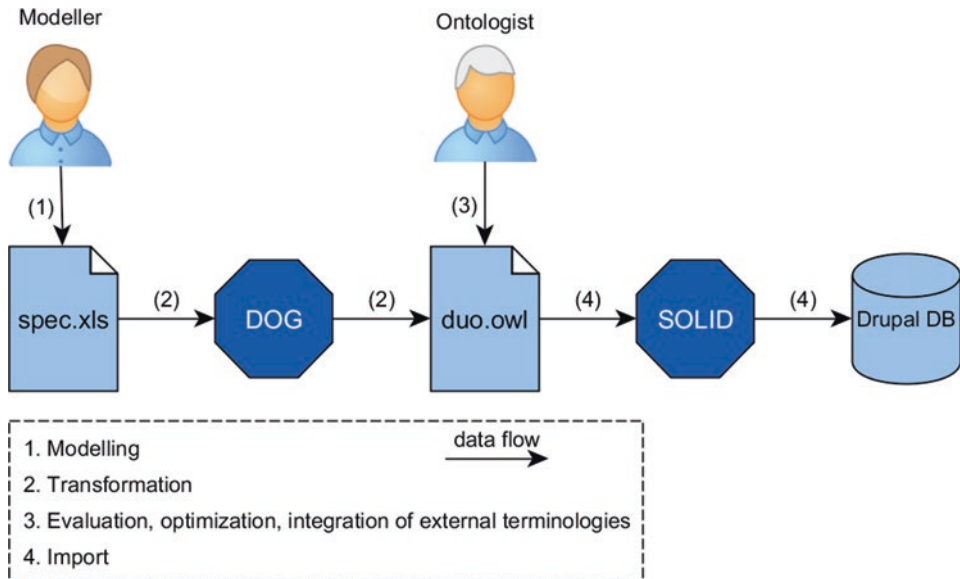 Modeller
Ontologist
(1)
(3)
spec.xls
(2)
DOG
(2)
duo.owl
(4)
SOLID
(4)
Drupal DB
1. Modelling
data flow
2. Transformation
3. Evaluation, optimization, integration of external terminologies
4. Import